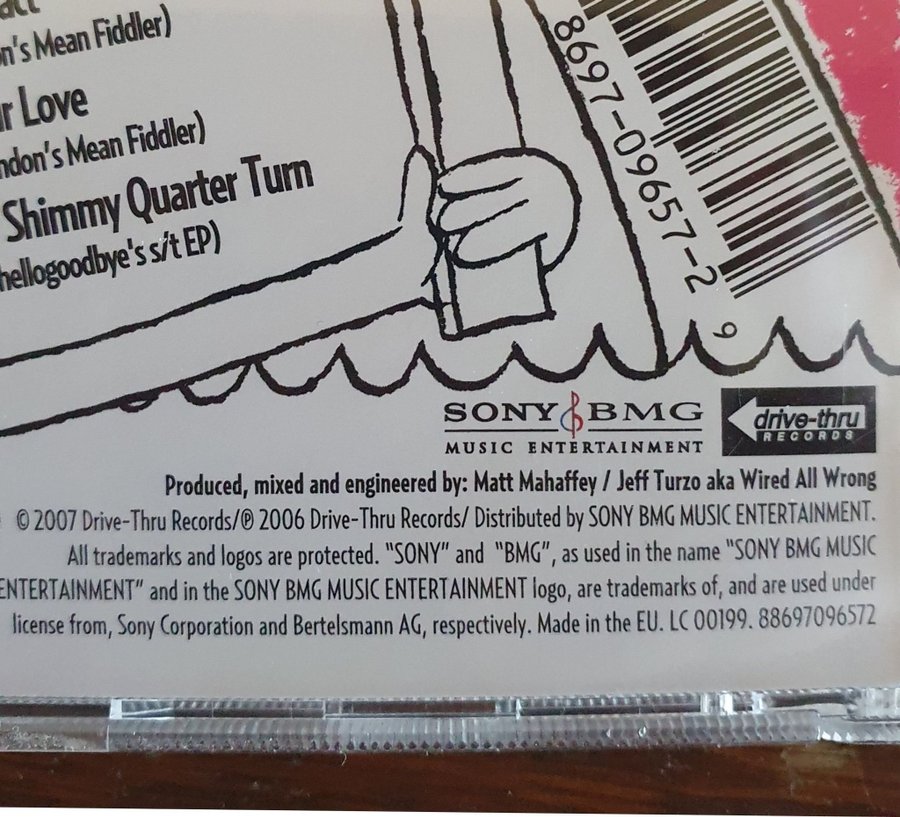 n's Mean Fiddler)
r Love
ndon's Mean Fiddler)
Shimmy Quarter Turn
hellogoodbye's s/t EP)
8697-09657-2
9
SONY BMG
MUSIC ENTERTAINMENT
drive-thru
RECORDS
Produced, mixed and engineered by: Matt Mahaffey / Jeff Turzo aka Wired All Wrong
© 2007 Drive-Thru Records/℗ 2006 Drive-Thru Records/ Distributed by SONY BMG MUSIC ENTERTAINMENT.
All trademarks and logos are protected. "SONY" and "BMG", as used in the name "SONY BMG MUSIC
ENTERTAINMENT" and in the SONY BMG MUSIC ENTERTAINMENT logo, are trademarks of, and are used under
license from, Sony Corporation and Bertelsmann AG, respectively. Made in the EU. LC 00199. 88697096572